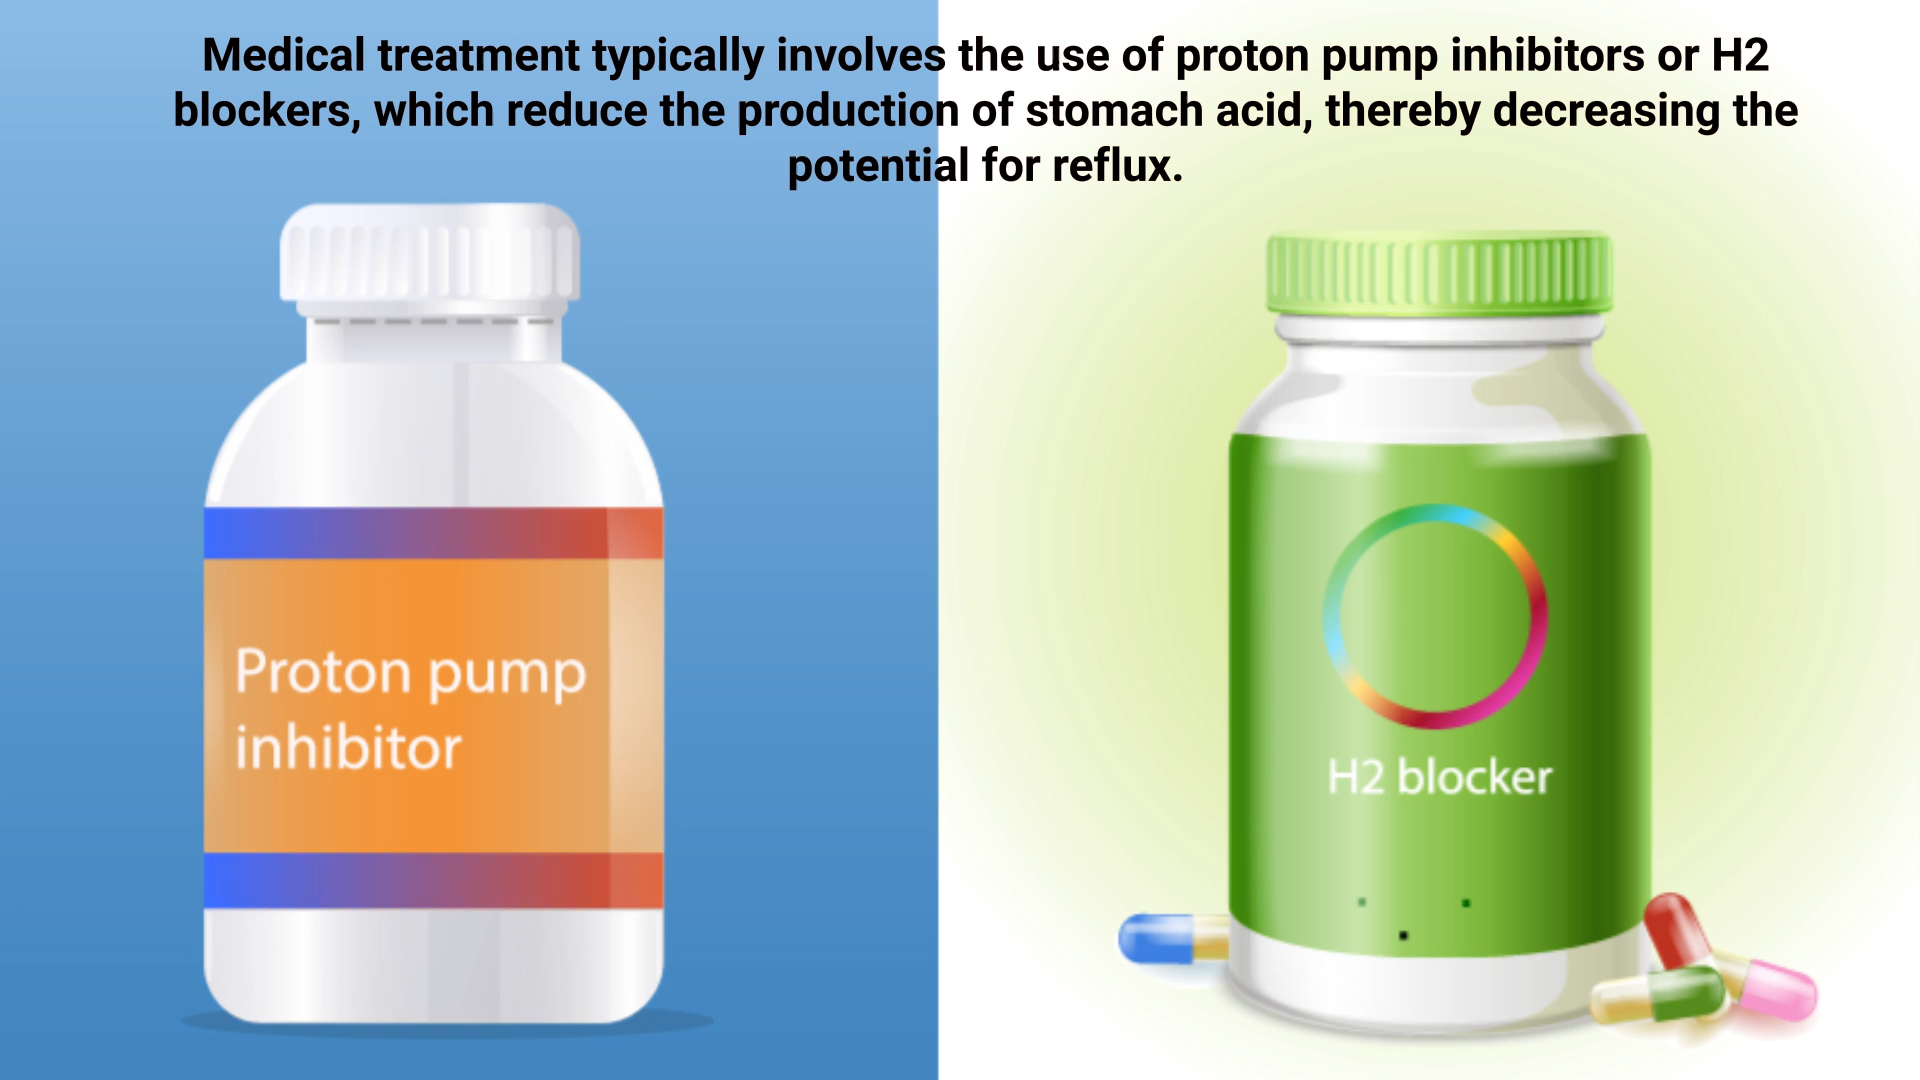 Medical treatment typically involves the use of proton pump inhibitors or H2
blockers, which reduce the production of stomach acid, thereby decreasing the
potential for reflux.
Proton pump
inhibitor
H2 blocker